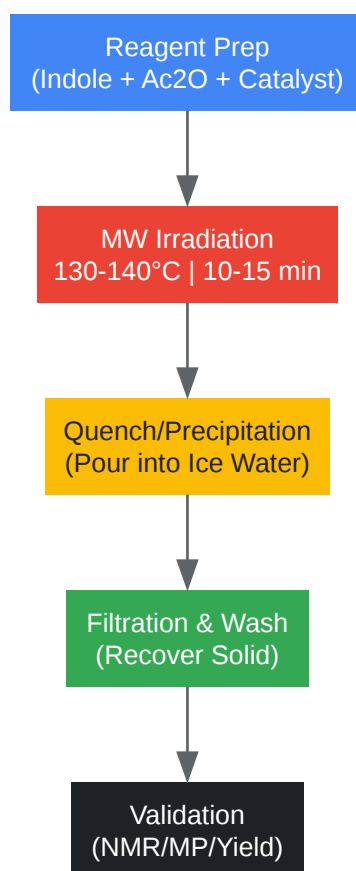 Reagent Prep
(Indole + Ac2O + Catalyst)
MW Irradiation
130-140°C | 10-15 min
Quench/Precipitation
(Pour into Ice Water)
Filtration & Wash
(Recover Solid)
Validation
(NMR/MP/Yield)